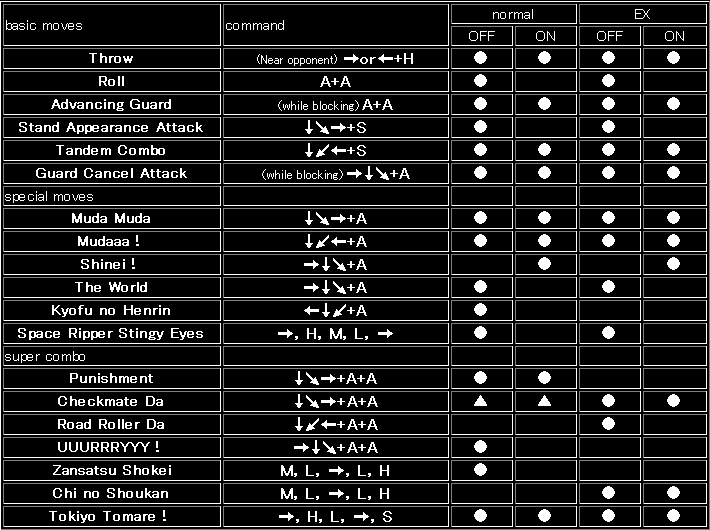 basic moves command normal EX
OFF ON OFF ON
Throw (Near opponent) →or←+H ● ● ● ●
Roll A+A ● ●
Advancing Guard (while blocking) A+A ● ● ● ●
Stand Appearance Attack ↓↘→+S ● ●
Tandem Combo ↓↙←+S ● ● ● ●
Guard Cancel Attack (while blocking) →↓↘+A ● ● ● ●
special moves
Muda Muda ↓↘→+A ● ● ● ●
Mudaaa! ↓↙←+A ● ● ● ●
Shinei! →↓↘+A ● ●
The World →↓↘+A ● ●
Kyofu no Henrin ←↓↙+A ●
Space Ripper Stingy Eyes →, H, M, L, → ● ●
super combo
Punishment ↓↘→+A+A ● ●
Checkmate Da ↓↘→+A+A ▲ ▲ ● ●
Road Roller Da ↓↙←+A+A ●
UUURRRYYY! →↓↘+A+A ●
Zansatsu Shokei M, L, →, L, H ●
Chi no Shoukan M, L, →, L, H ● ●
Tokiyo Tomare! →, H, L, →, S ● ● ● ●